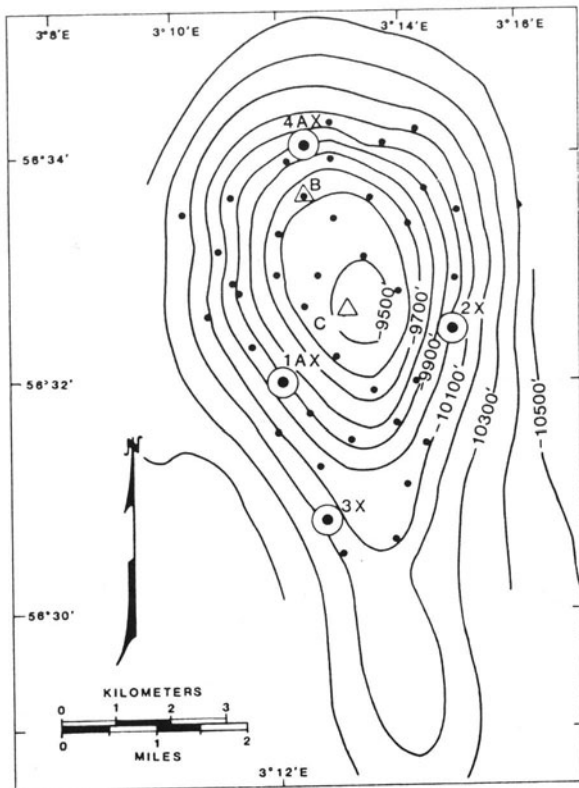 3°8'E
3°10'E
3°14'E
3°16'E
4AX
56°34'
B
-9500'
-9700'
2X
C
-9900'
1AX
-10100'
56°32'
10300'
-10500'
N
3X
56°30'
KILOMETERS
0 1 2 3
0 1 2
MILES
3°12'E